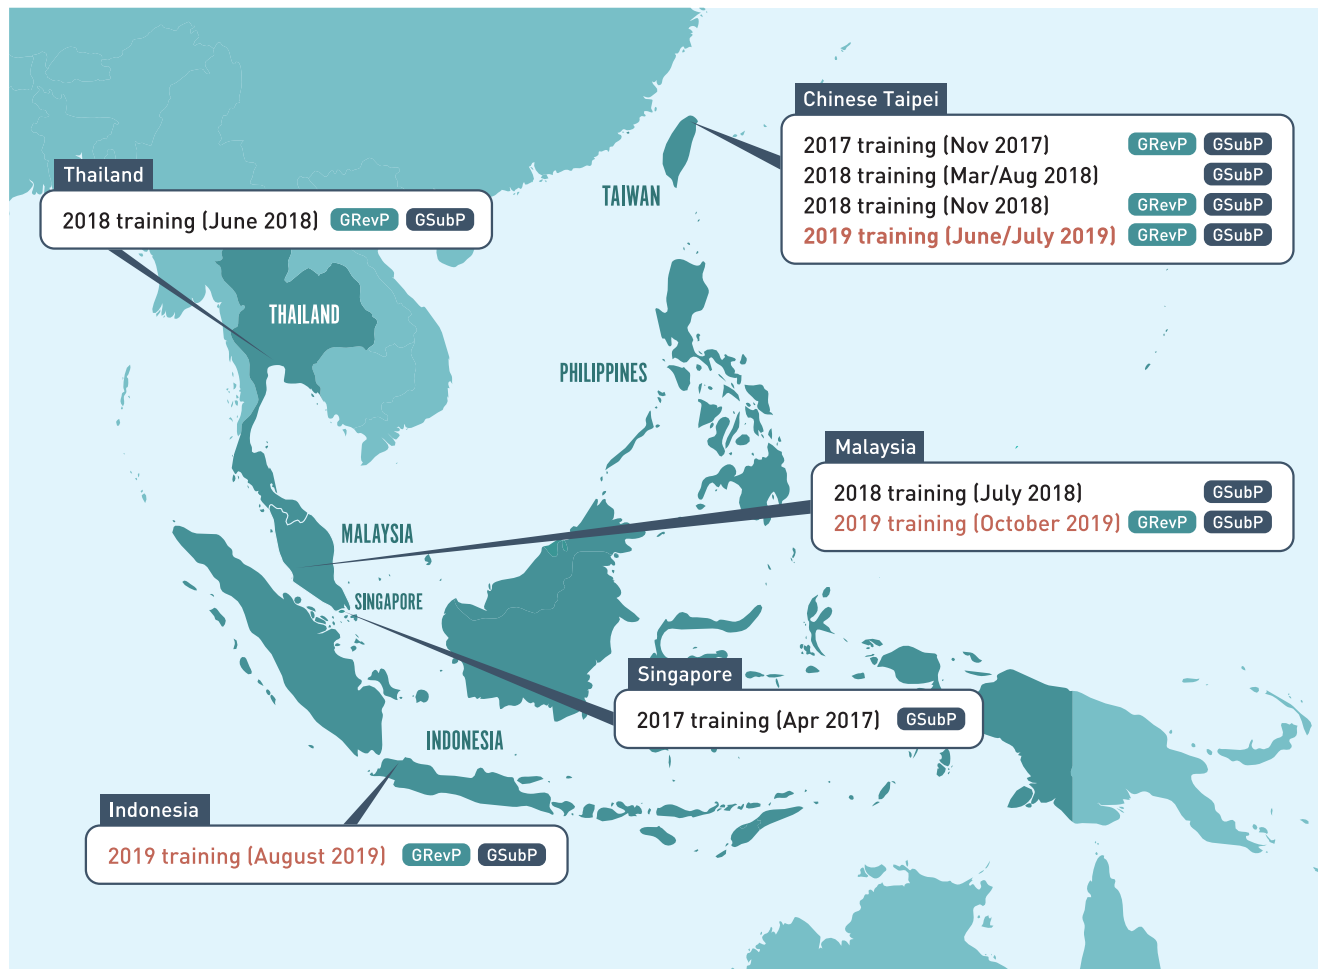 Chinese Taipei
2017 training (Nov 2017) GRevP GSubP
2018 training (Mar/Aug 2018) GSubP
2018 training (Nov 2018) GRevP GSubP
2019 training (June/July 2019) GRevP GSubP
Thailand
2018 training (June 2018) GRevP GSubP
TAIWAN
THAILAND
PHILIPPINES
Malaysia
2018 training (July 2018) GSubP
2019 training (October 2019) GRevP GSubP
MALAYSIA
SINGAPORE
Singapore
2017 training (Apr 2017) GSubP
INDONESIA
Indonesia
2019 training (August 2019) GRevP GSubP